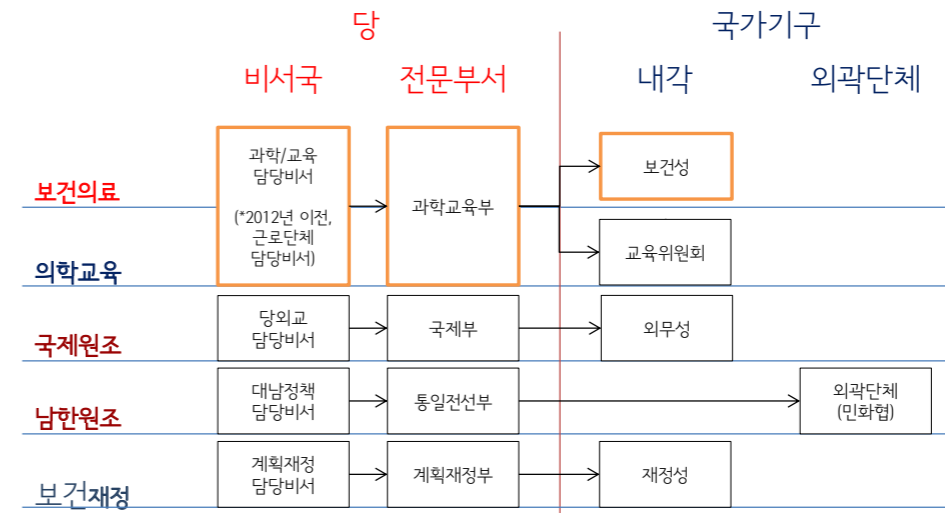 당
국가기구
비서국
전문부서
내각
외곽단체
보건의료
과학/교육
담당비서
(*2012년 이전,
근로단체
담당비서)
과학교육부
보건성
의학교육
교육위원회
국제원조
당외교
담당비서
국제부
외무성
남한원조
대남정책
담당비서
통일전선부
외곽단체
(민화협)
보건재정
계획재정
담당비서
계획재정부
재정성